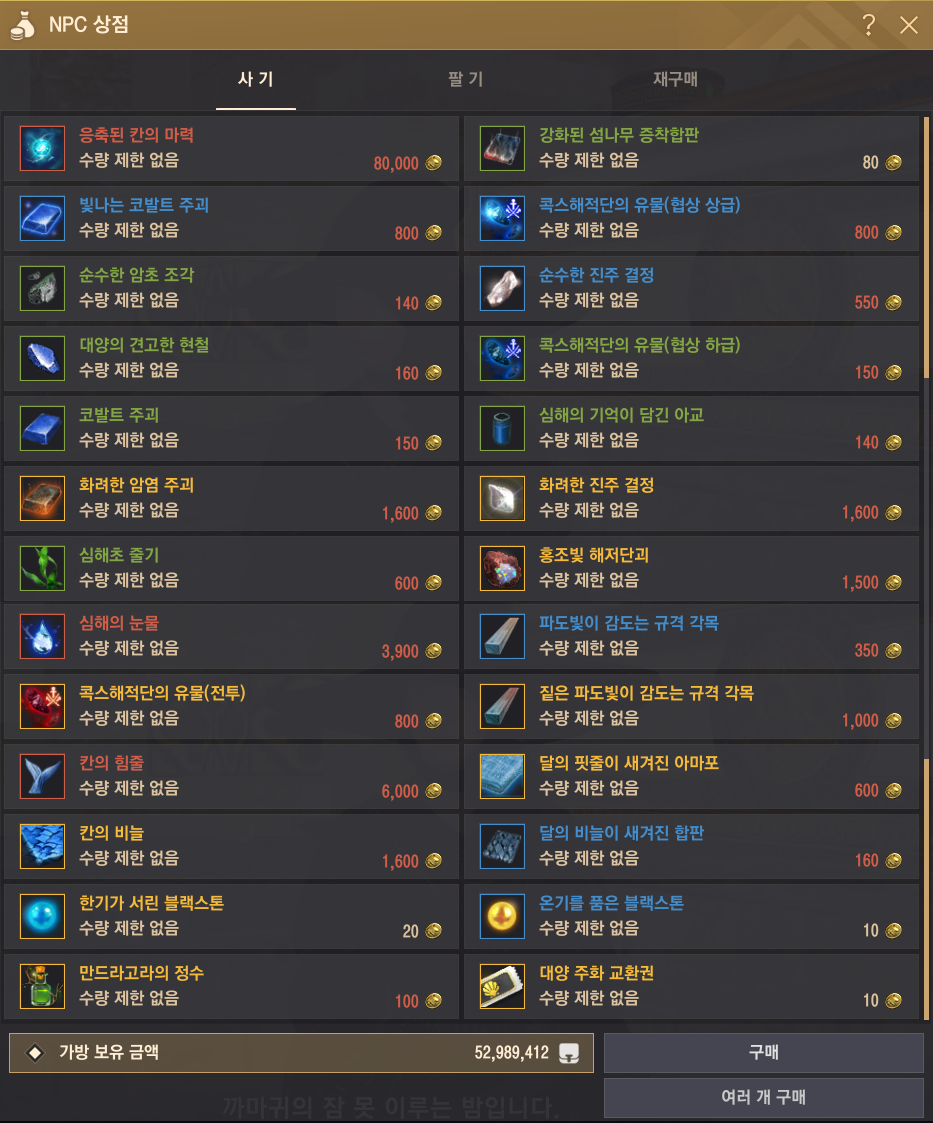 NPC 상점
?
사 기
팔 기
재구매
응축된 칸의 마력
수량 제한 없음
80,000
강화된 섬나무 증착합판
수량 제한 없음
80
빛나는 코발트 주괴
수량 제한 없음
800
콕스해적단의 유물(협상 상급)
수량 제한 없음
800
순수한 암초 조각
수량 제한 없음
140
순수한 진주 결정
수량 제한 없음
550
대양의 견고한 현철
수량 제한 없음
160
콕스해적단의 유물(협상 하급)
수량 제한 없음
150
코발트 주괴
수량 제한 없음
150
심해의 기억이 담긴 아교
수량 제한 없음
140
화려한 암염 주괴
수량 제한 없음
1,600
화려한 진주 결정
수량 제한 없음
1,600
심해초 줄기
수량 제한 없음
600
홍조빛 해저단괴
수량 제한 없음
1,500
심해의 눈물
수량 제한 없음
3,900
파도빛이 감도는 규격 각목
수량 제한 없음
350
콕스해적단의 유물(전투)
수량 제한 없음
800
짙은 파도빛이 감도는 규격 각목
수량 제한 없음
1,000
칸의 힘줄
수량 제한 없음
6,000
달의 핏줄이 새겨진 아마포
수량 제한 없음
600
칸의 비늘
수량 제한 없음
1,600
달의 비늘이 새겨진 합판
수량 제한 없음
160
한기가 서린 블랙스톤
수량 제한 없음
20
온기를 품은 블랙스톤
수량 제한 없음
10
만드라고라의 정수
수량 제한 없음
100
대양 주화 교환권
수량 제한 없음
10
가방 보유 금액
52,989,412
구매
여러 개 구매
까마귀의 잠 못 이루는 밤입니다.